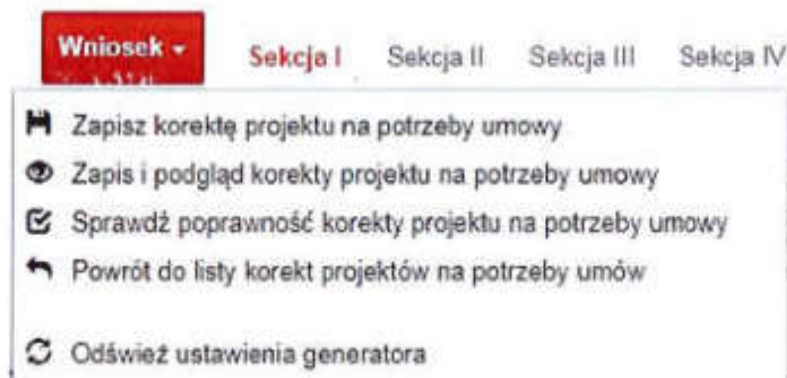 Wniosek
Sekcja I Sekcja II Sekcja III Sekcja IV
Zapisz korektę projektu na potrzeby umowy
Zapis i podgląd korekty projektu na potrzeby umowy
Sprawdź poprawność korekty projektu na potrzeby umowy
Powrót do listy korekt projektów na potrzeby umów
Odśwież ustawienia generatora